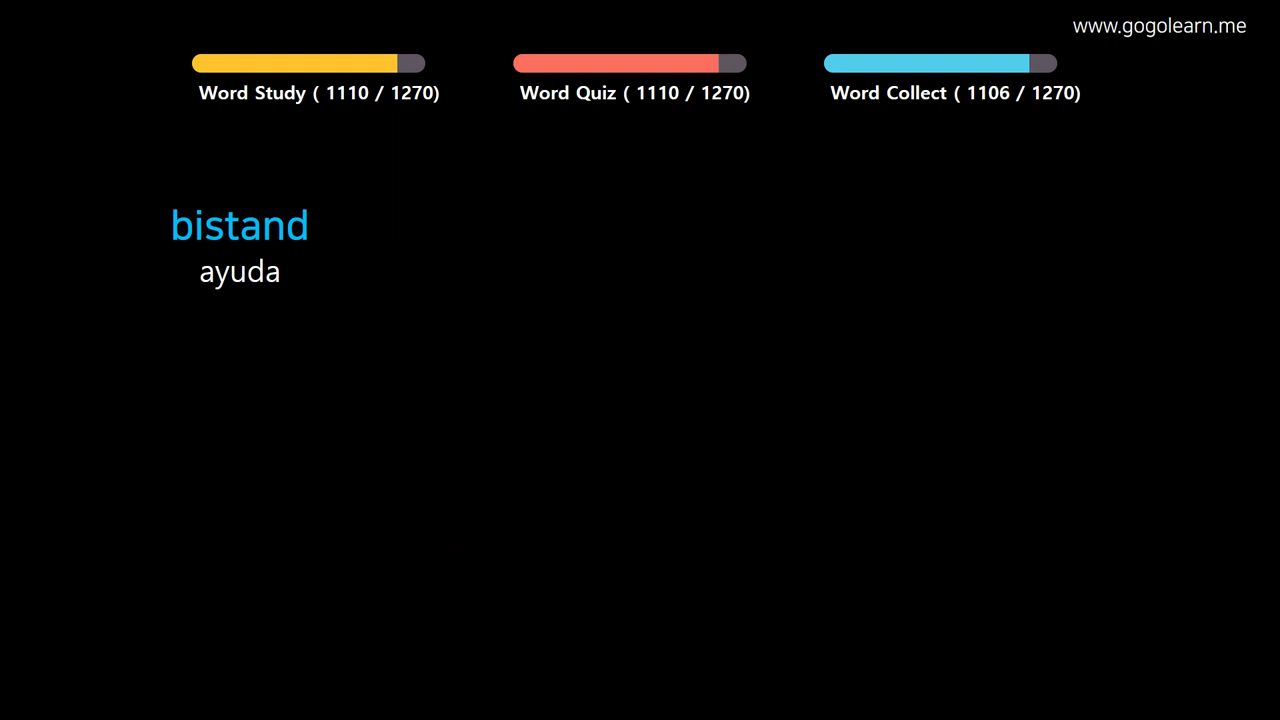 www.gogolearn.me
Word Study ( 1110 / 1270)
Word Quiz ( 1110 / 1270)
Word Collect ( 1106 / 1270)
bistand
ayuda